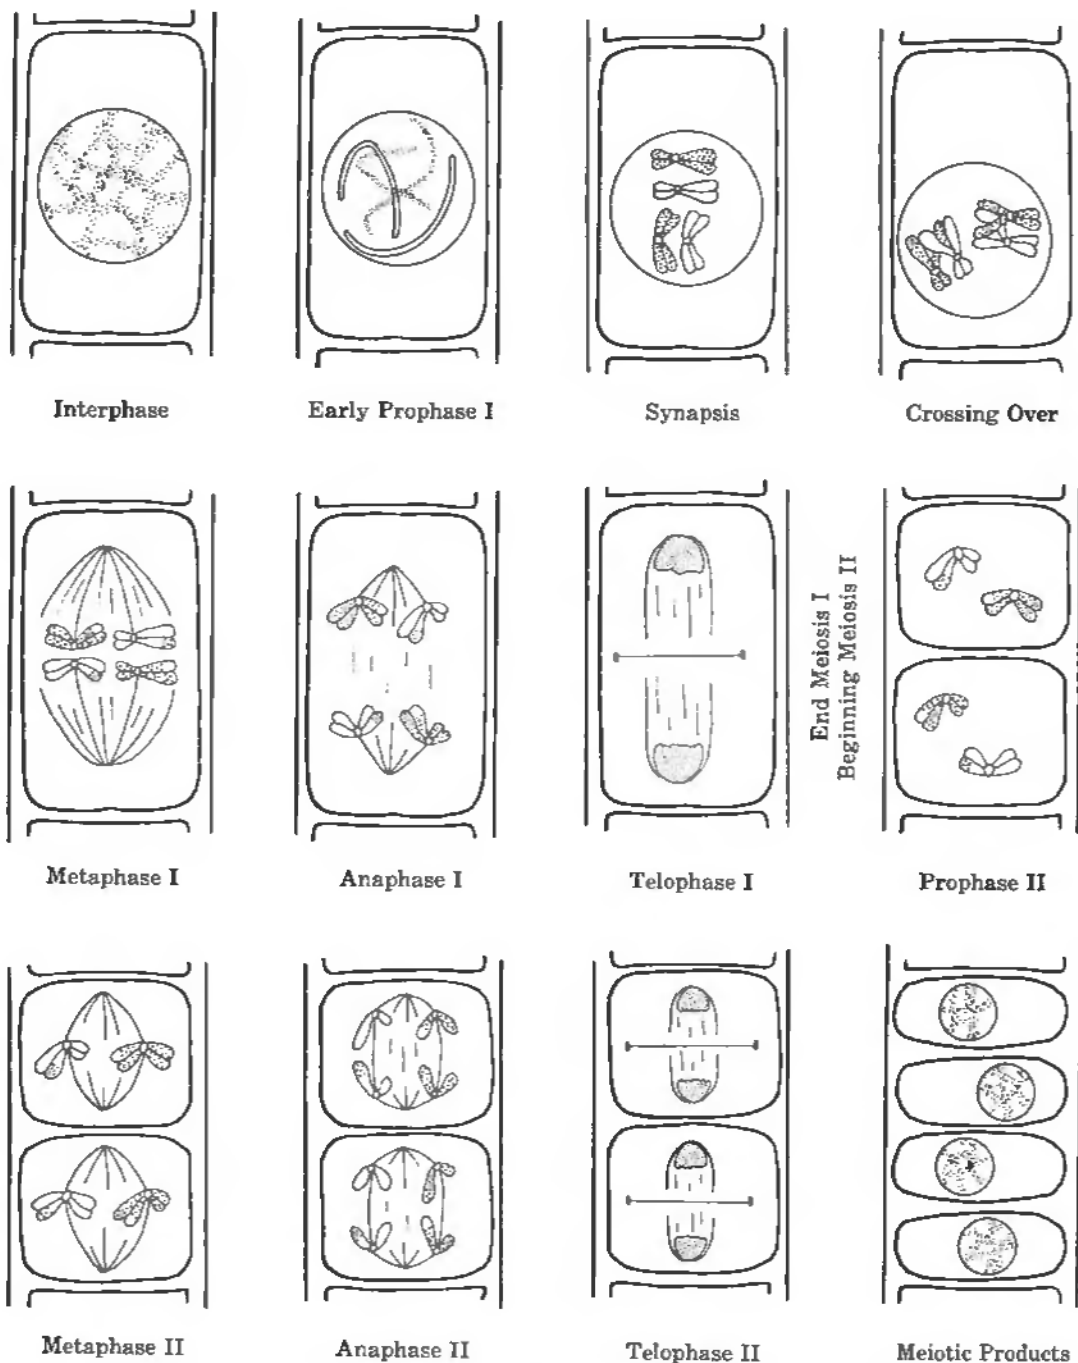 Interphase
Early Prophase I
Synapsis
Crossing Over
End Meiosis I
Beginning Meiosis II
Metaphase I
Anaphase I
Telophase I
Prophase II
Metaphase II
Anaphase II
Telophase II
Meiotic Products